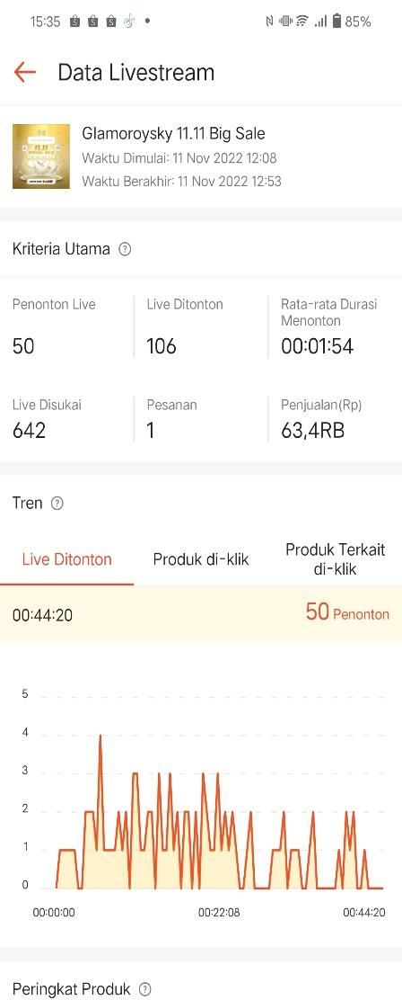 15:35
85%
Data Livestream
11.11
Glamoroysky 11.11 Big Sale
Waktu Dimulai: 11 Nov 2022 12:08
Waktu Berakhir: 11 Nov 2022 12:53
Kriteria Utama ?
Penonton Live
50
Live Ditonton
106
Rata-rata Durasi
Menonton
00:01:54
Live Disukai
642
Pesanan
1
Penjualan(Rp)
63,4RB
Tren ?
Live Ditonton
Produk di-klik
Produk Terkait
di-klik
00:44:20
50 Penonton
5
4
3
2
1
0
00:00:00
00:22:08
00:44:20
Peringkat Produk ?